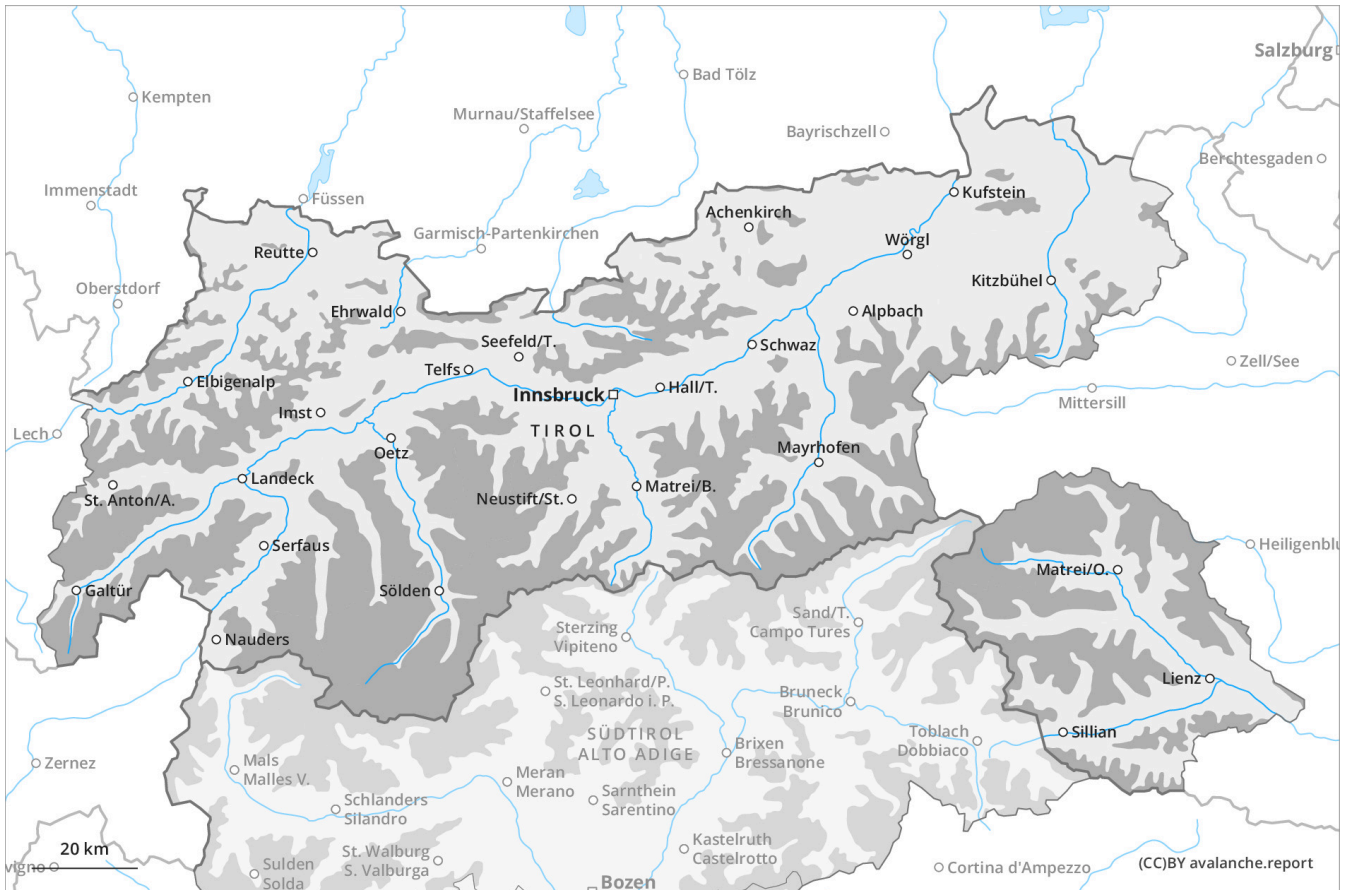 Salzburg
Bad Tölz
Kempten
Murnau/Staffelsee
Bayrischzell
Berchtesgaden
Immenstadt
Füssen
Kufstein
Achenkirch
Garmisch-Partenkirchen
Wörgl
Reutte
Kitzbühel
Oberstdorf
Ehrwald
Alpbach
Seefeld/T.
Schwaz
Zell/See
Telfs
Elbigenalp
Innsbruck
Hall/T.
Mittersill
Imst
Lech
TIROL
Oetz
Mayrhofen
Landeck
St. Anton/A.
Neustift/St.
Matrei/B.
Serfaus
Heiligenblu
Matrei/O.
Galtür
Sölden
Sand/T.
Campo Tures
Nauders
Sterzing
Vipiteno
Lienz
St. Leonhard/P.
S. Leonardo i. P.
Bruneck
Brunico
SÜDTIROL
ALTO ADIGE
Toblach
Dobbiaco
Sillian
Brixen
Bressanone
Zernez
Mals
Malles V.
Meran
Merano
Sarnthein
Sarentino
Schlanders
Silandro
Kastelruth
Castelrotto
20 km
St. Walburg
S. Valburga
vigno
Sulden
Solda
Cortina d'Ampezzo
(CC)BY avalanche.report
Bozen